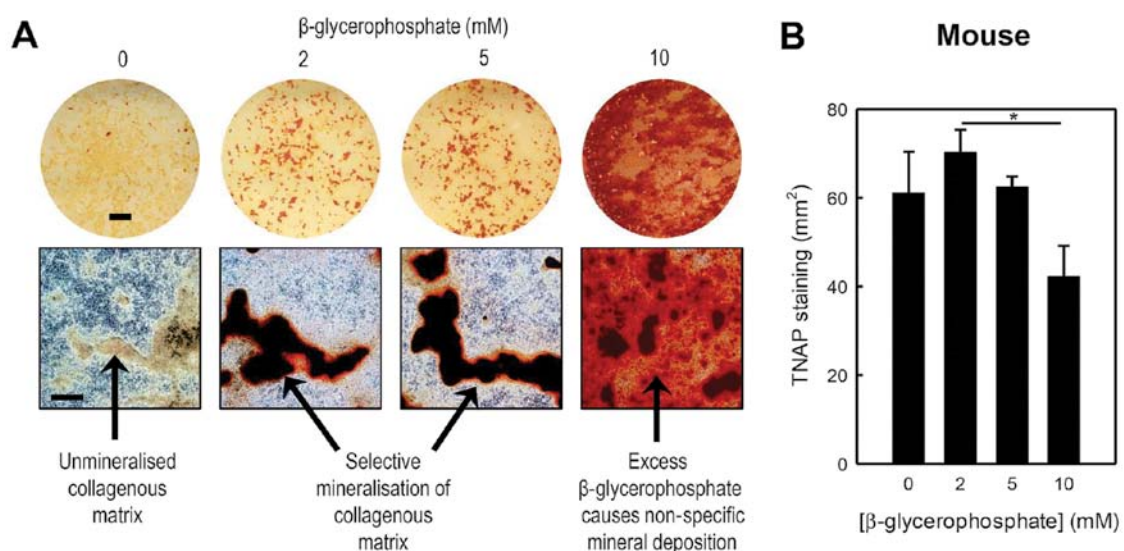 A
β-glycerophosphate (mM)
0 2 5 10
Unmineralised
collagenous
matrix
Selective
mineralisation of
collagenous
matrix
Excess
β-glycerophosphate
causes non-specific
mineral deposition
B
Mouse
TNAP staining (mm²)
80
60
40
20
0
*
0 2 5 10
[β-glycerophosphate] (mM)